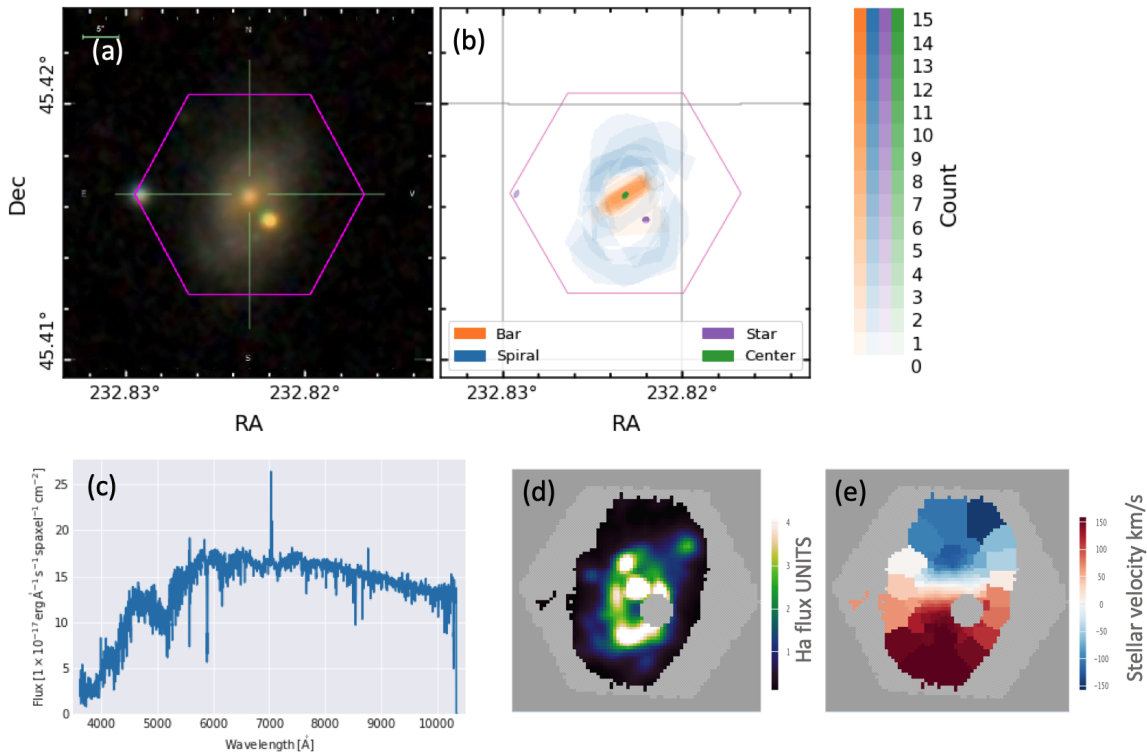 (a)
5"
N
E
V
S
45.42°
45.41°
Dec
232.83°
232.82°
RA
(b)
Bar
Spiral
Star
Center
232.83°
232.82°
RA
15
14
13
12
11
10
9
8
7
6
5
4
3
2
1
0
Count
(c)
Flux [1 × 10⁻¹⁷ erg Å⁻¹ s⁻¹ spaxel⁻¹ cm⁻²]
25
20
15
10
5
0
4000
5000
6000
7000
8000
9000
10000
Wavelength [Å]
(d)
4
3
2
1
Ha flux UNITS
(e)
150
100
50
0
−50
−100
−150
Stellar velocity km/s